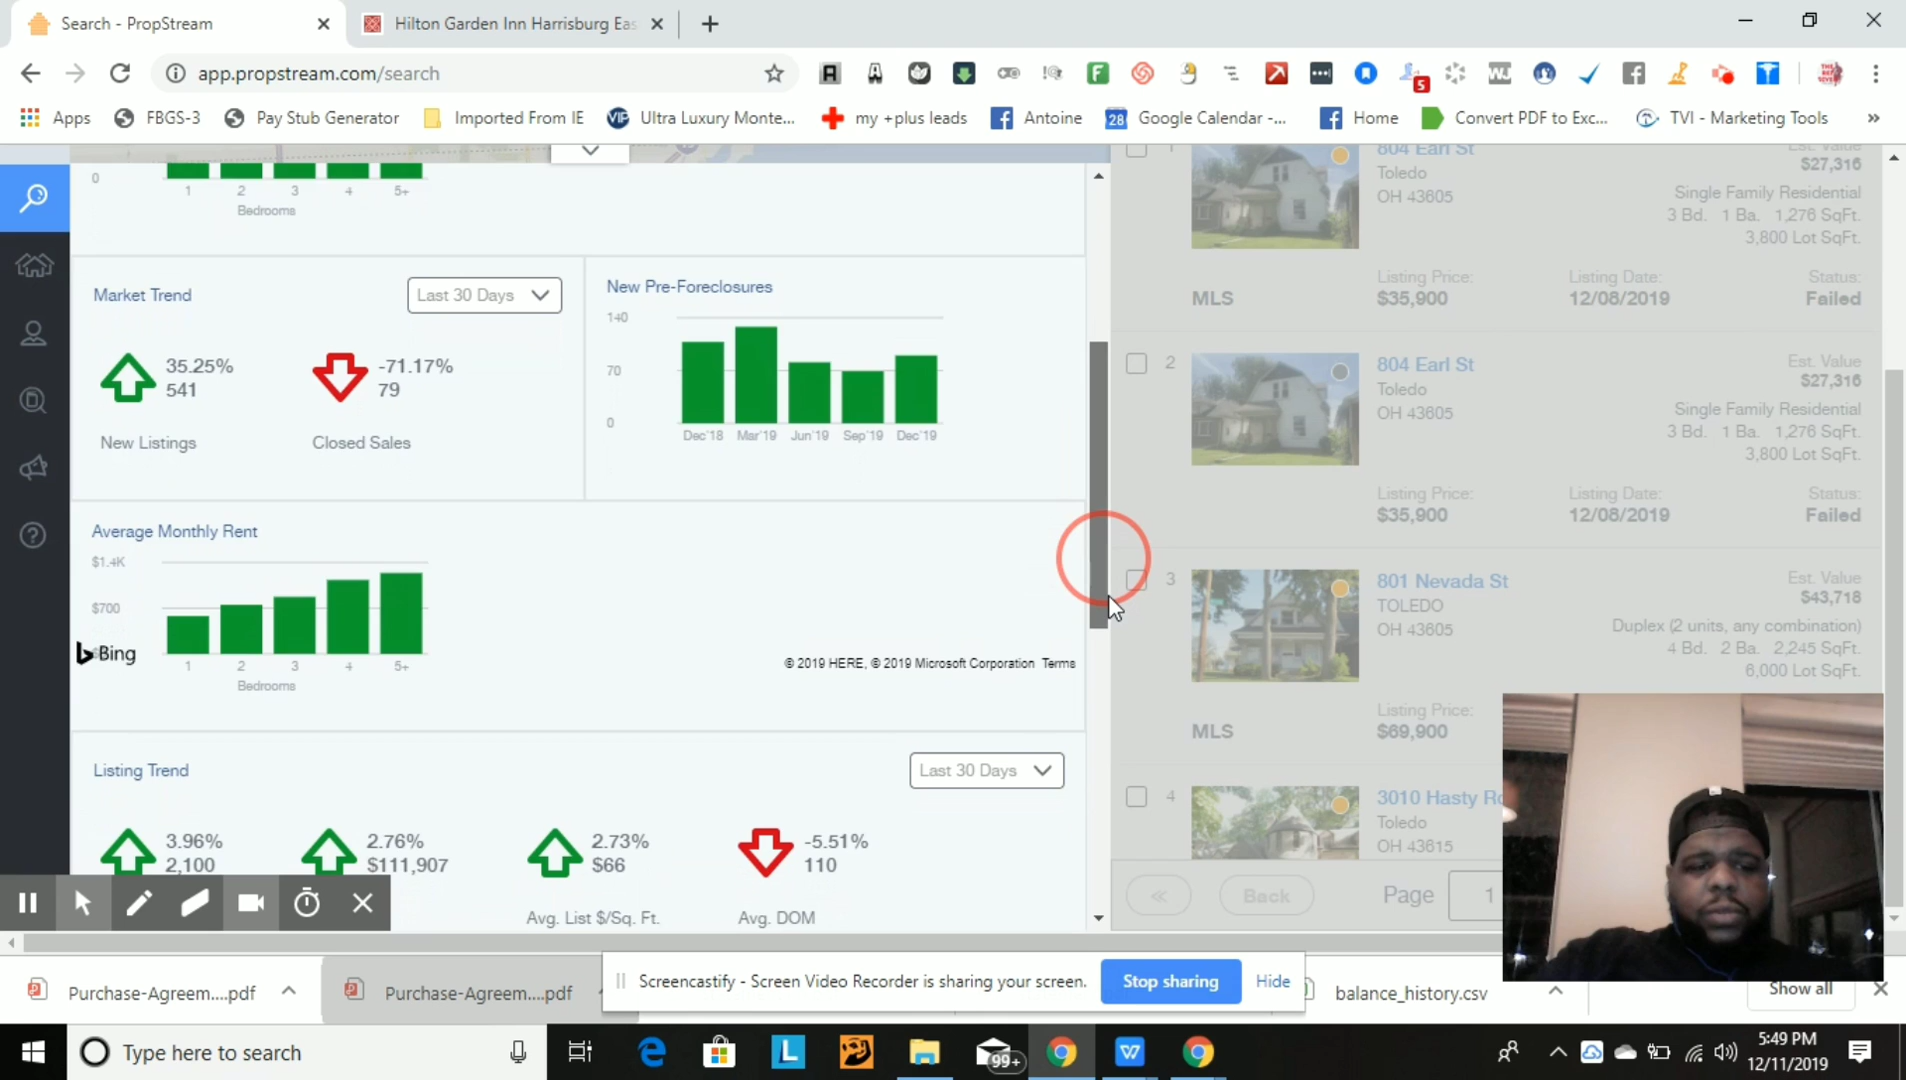 Search - PropStream
Hilton Garden Inn Harrisburg Eas
app.propstream.com/search
5
Apps
FBGS-3
Pay Stub Generator
Imported From IE
VIP
Ultra Luxury Monte...
my +plus leads
Antoine
28
Google Calendar -...
Home
Convert PDF to Exc...
TVI - Marketing Tools
»
0
1 2 3 4 5+
Bedrooms
Market Trend
Last 30 Days
35.25%
541
New Listings
-71.17%
79
Closed Sales
New Pre-Foreclosures
140
70
0
Dec'18 Mar'19 Jun'19 Sep'19 Dec'19
Average Monthly Rent
$1.4K
$700
Bing
1 2 3 4 5+
Bedrooms
© 2019 HERE, © 2019 Microsoft Corporation Terms
Listing Trend
Last 30 Days
3.96%
2,100
2.76%
$111,907
2.73%
$66
Avg. List $/Sq. Ft.
-5.51%
110
Avg. DOM
1
804 Earl St
Toledo
OH 43605
Est. Value
$27,316
Single Family Residential
3 Bd. 1 Ba. 1,276 SqFt.
3,800 Lot SqFt.
MLS
Listing Price:
$35,900
Listing Date:
12/08/2019
Status:
Failed
2
804 Earl St
Toledo
OH 43605
Est. Value
$27,316
Single Family Residential
3 Bd. 1 Ba. 1,276 SqFt.
3,800 Lot SqFt.
Listing Price:
$35,900
Listing Date:
12/08/2019
Status:
Failed
3
801 Nevada St
TOLEDO
OH 43605
Est. Value
$43,718
Duplex (2 units, any combination)
4 Bd. 2 Ba. 2,245 SqFt.
6,000 Lot SqFt.
MLS
Listing Price:
$69,900
4
3010 Hasty Ro
Toledo
OH 43615
Back
Page
1
Purchase-Agreem....pdf
Purchase-Agreem....pdf
Screencastify - Screen Video Recorder is sharing your screen.
Stop sharing
Hide
balance_history.csv
Show all
Type here to search
99+
5:49 PM
12/11/2019